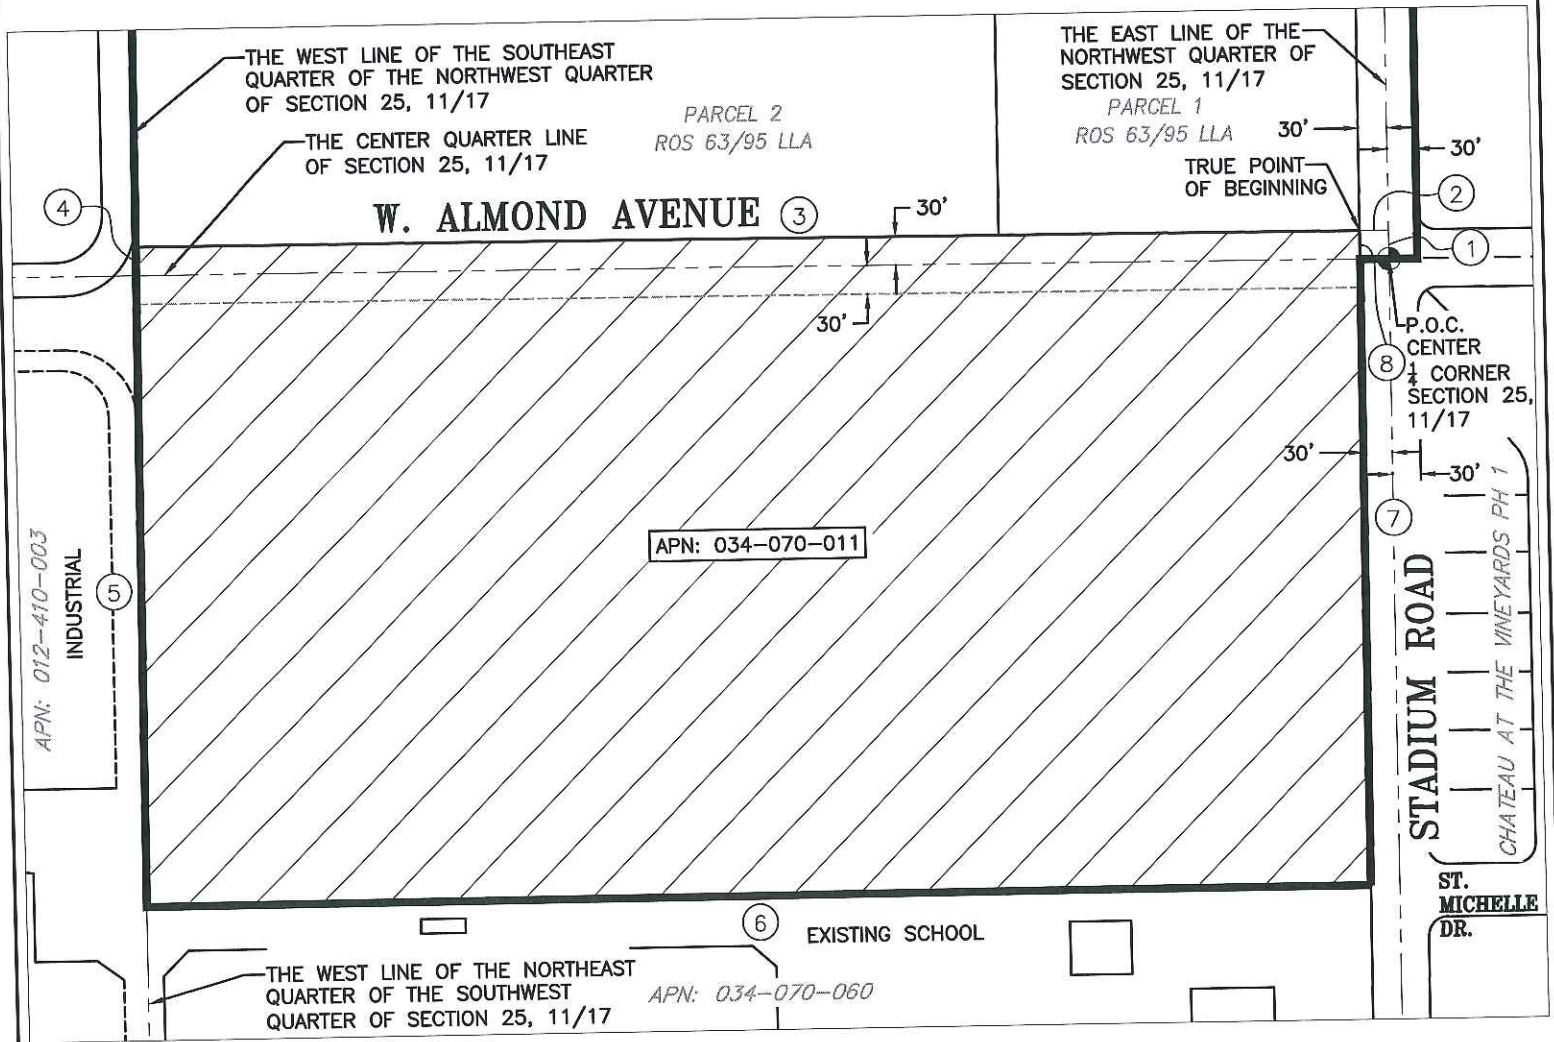 THE WEST LINE OF THE SOUTHEAST
QUARTER OF THE NORTHWEST QUARTER
OF SECTION 25, 11/17
THE CENTER QUARTER LINE
OF SECTION 25, 11/17
PARCEL 2
ROS 63/95 LLA
THE EAST LINE OF THE
NORTHWEST QUARTER OF
SECTION 25, 11/17
PARCEL 1
ROS 63/95 LLA
30'
30'
TRUE POINT
OF BEGINNING
4
W. ALMOND AVENUE
3
30'
2
1
30'
P.O.C.
CENTER
1/4 CORNER
SECTION 25,
11/17
8
30'
30'
7
APN: 034-070-011
APN: 012-410-003
INDUSTRIAL
5
STADIUM ROAD
CHATEAU AT THE VINEYARDS PH 1
ST.
MICHELLE
DR.
6
EXISTING SCHOOL
THE WEST LINE OF THE NORTHEAST
QUARTER OF THE SOUTHWEST
QUARTER OF SECTION 25, 11/17
APN: 034-070-060